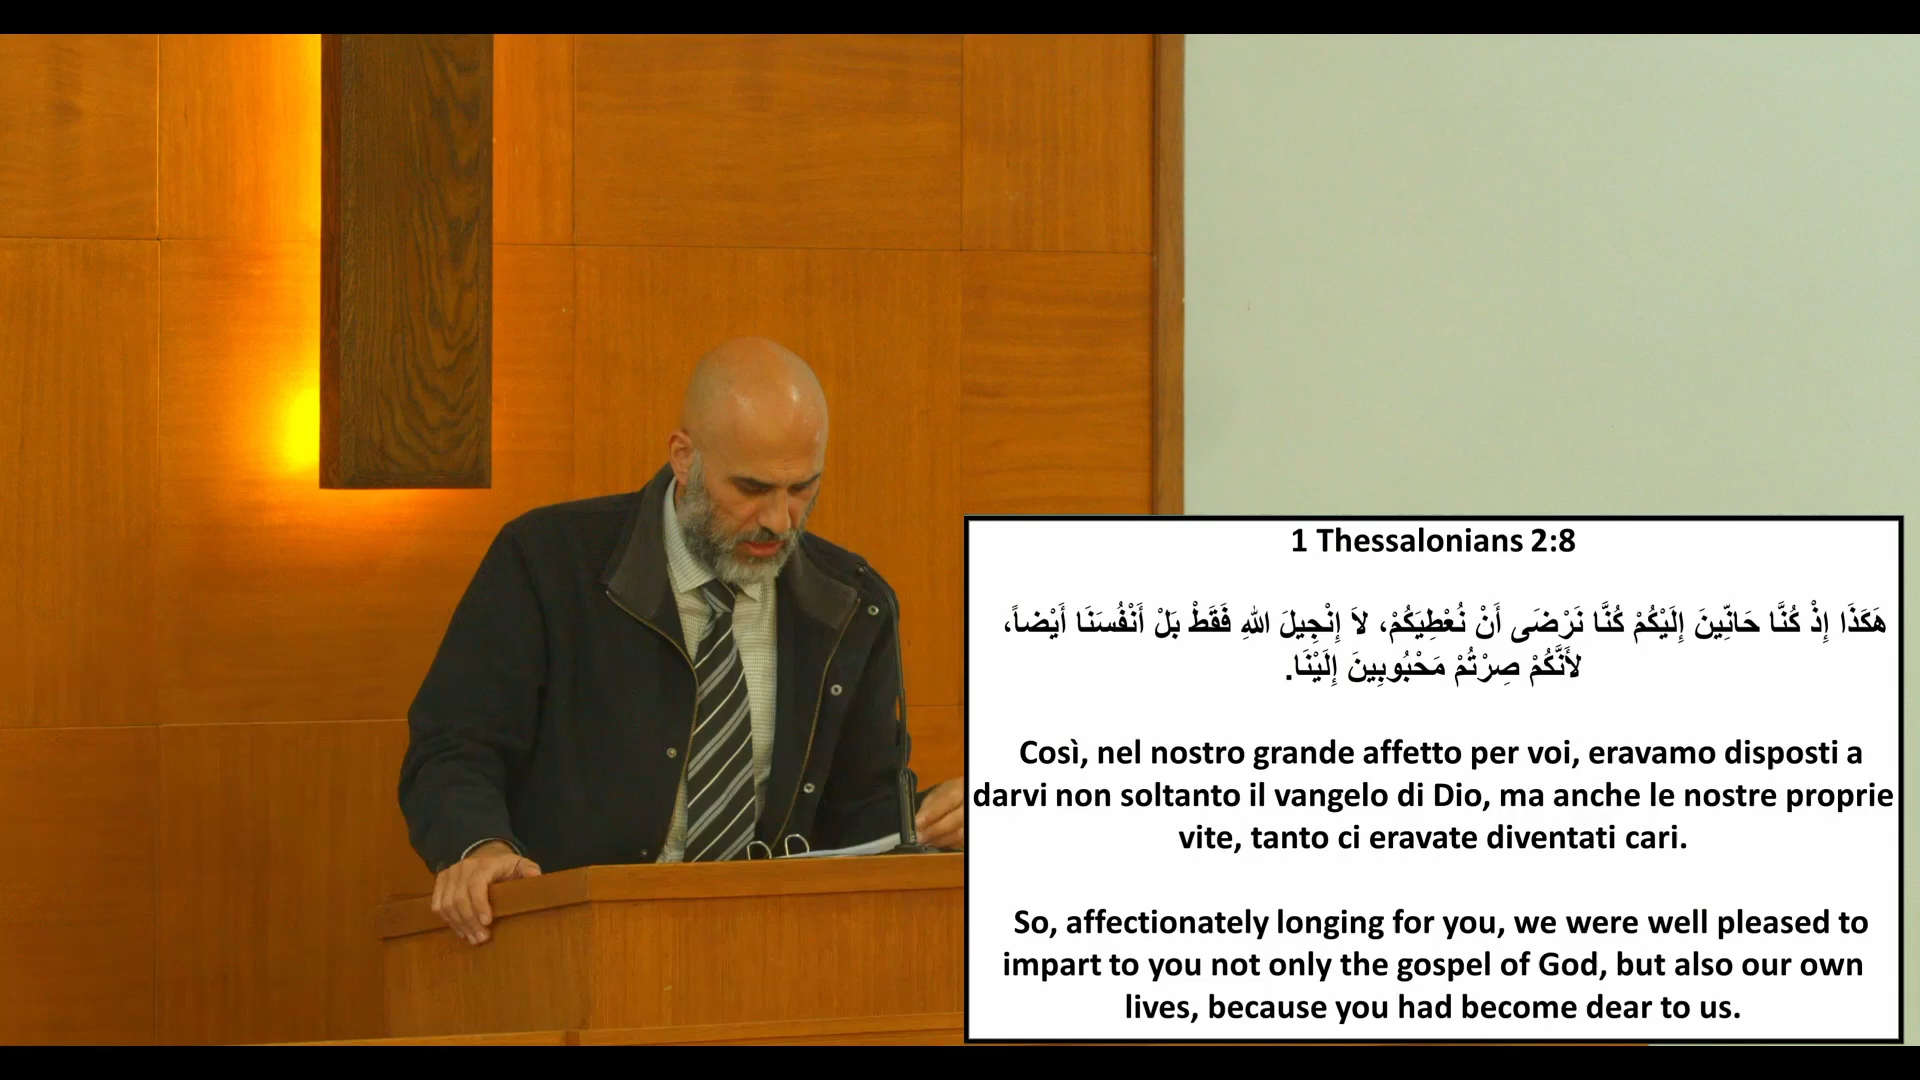 1 Thessalonians 2:8
هَكَذَا إِذْ كُنَّا حَانِّينَ إِلَيْكُمْ كُنَّا نَرْضَى أَنْ نُعْطِيَكُمْ، لاَ إِنْجِيلَ اللهِ فَقَطْ بَلْ أَنْفُسَنَا أَيْضاً،
لأَنَّكُمْ صِرْتُمْ مَحْبُوبِينَ إِلَيْنَا.
Così, nel nostro grande affetto per voi, eravamo disposti a
darvi non soltanto il vangelo di Dio, ma anche le nostre proprie
vite, tanto ci eravate diventati cari.
So, affectionately longing for you, we were well pleased to
impart to you not only the gospel of God, but also our own
lives, because you had become dear to us.